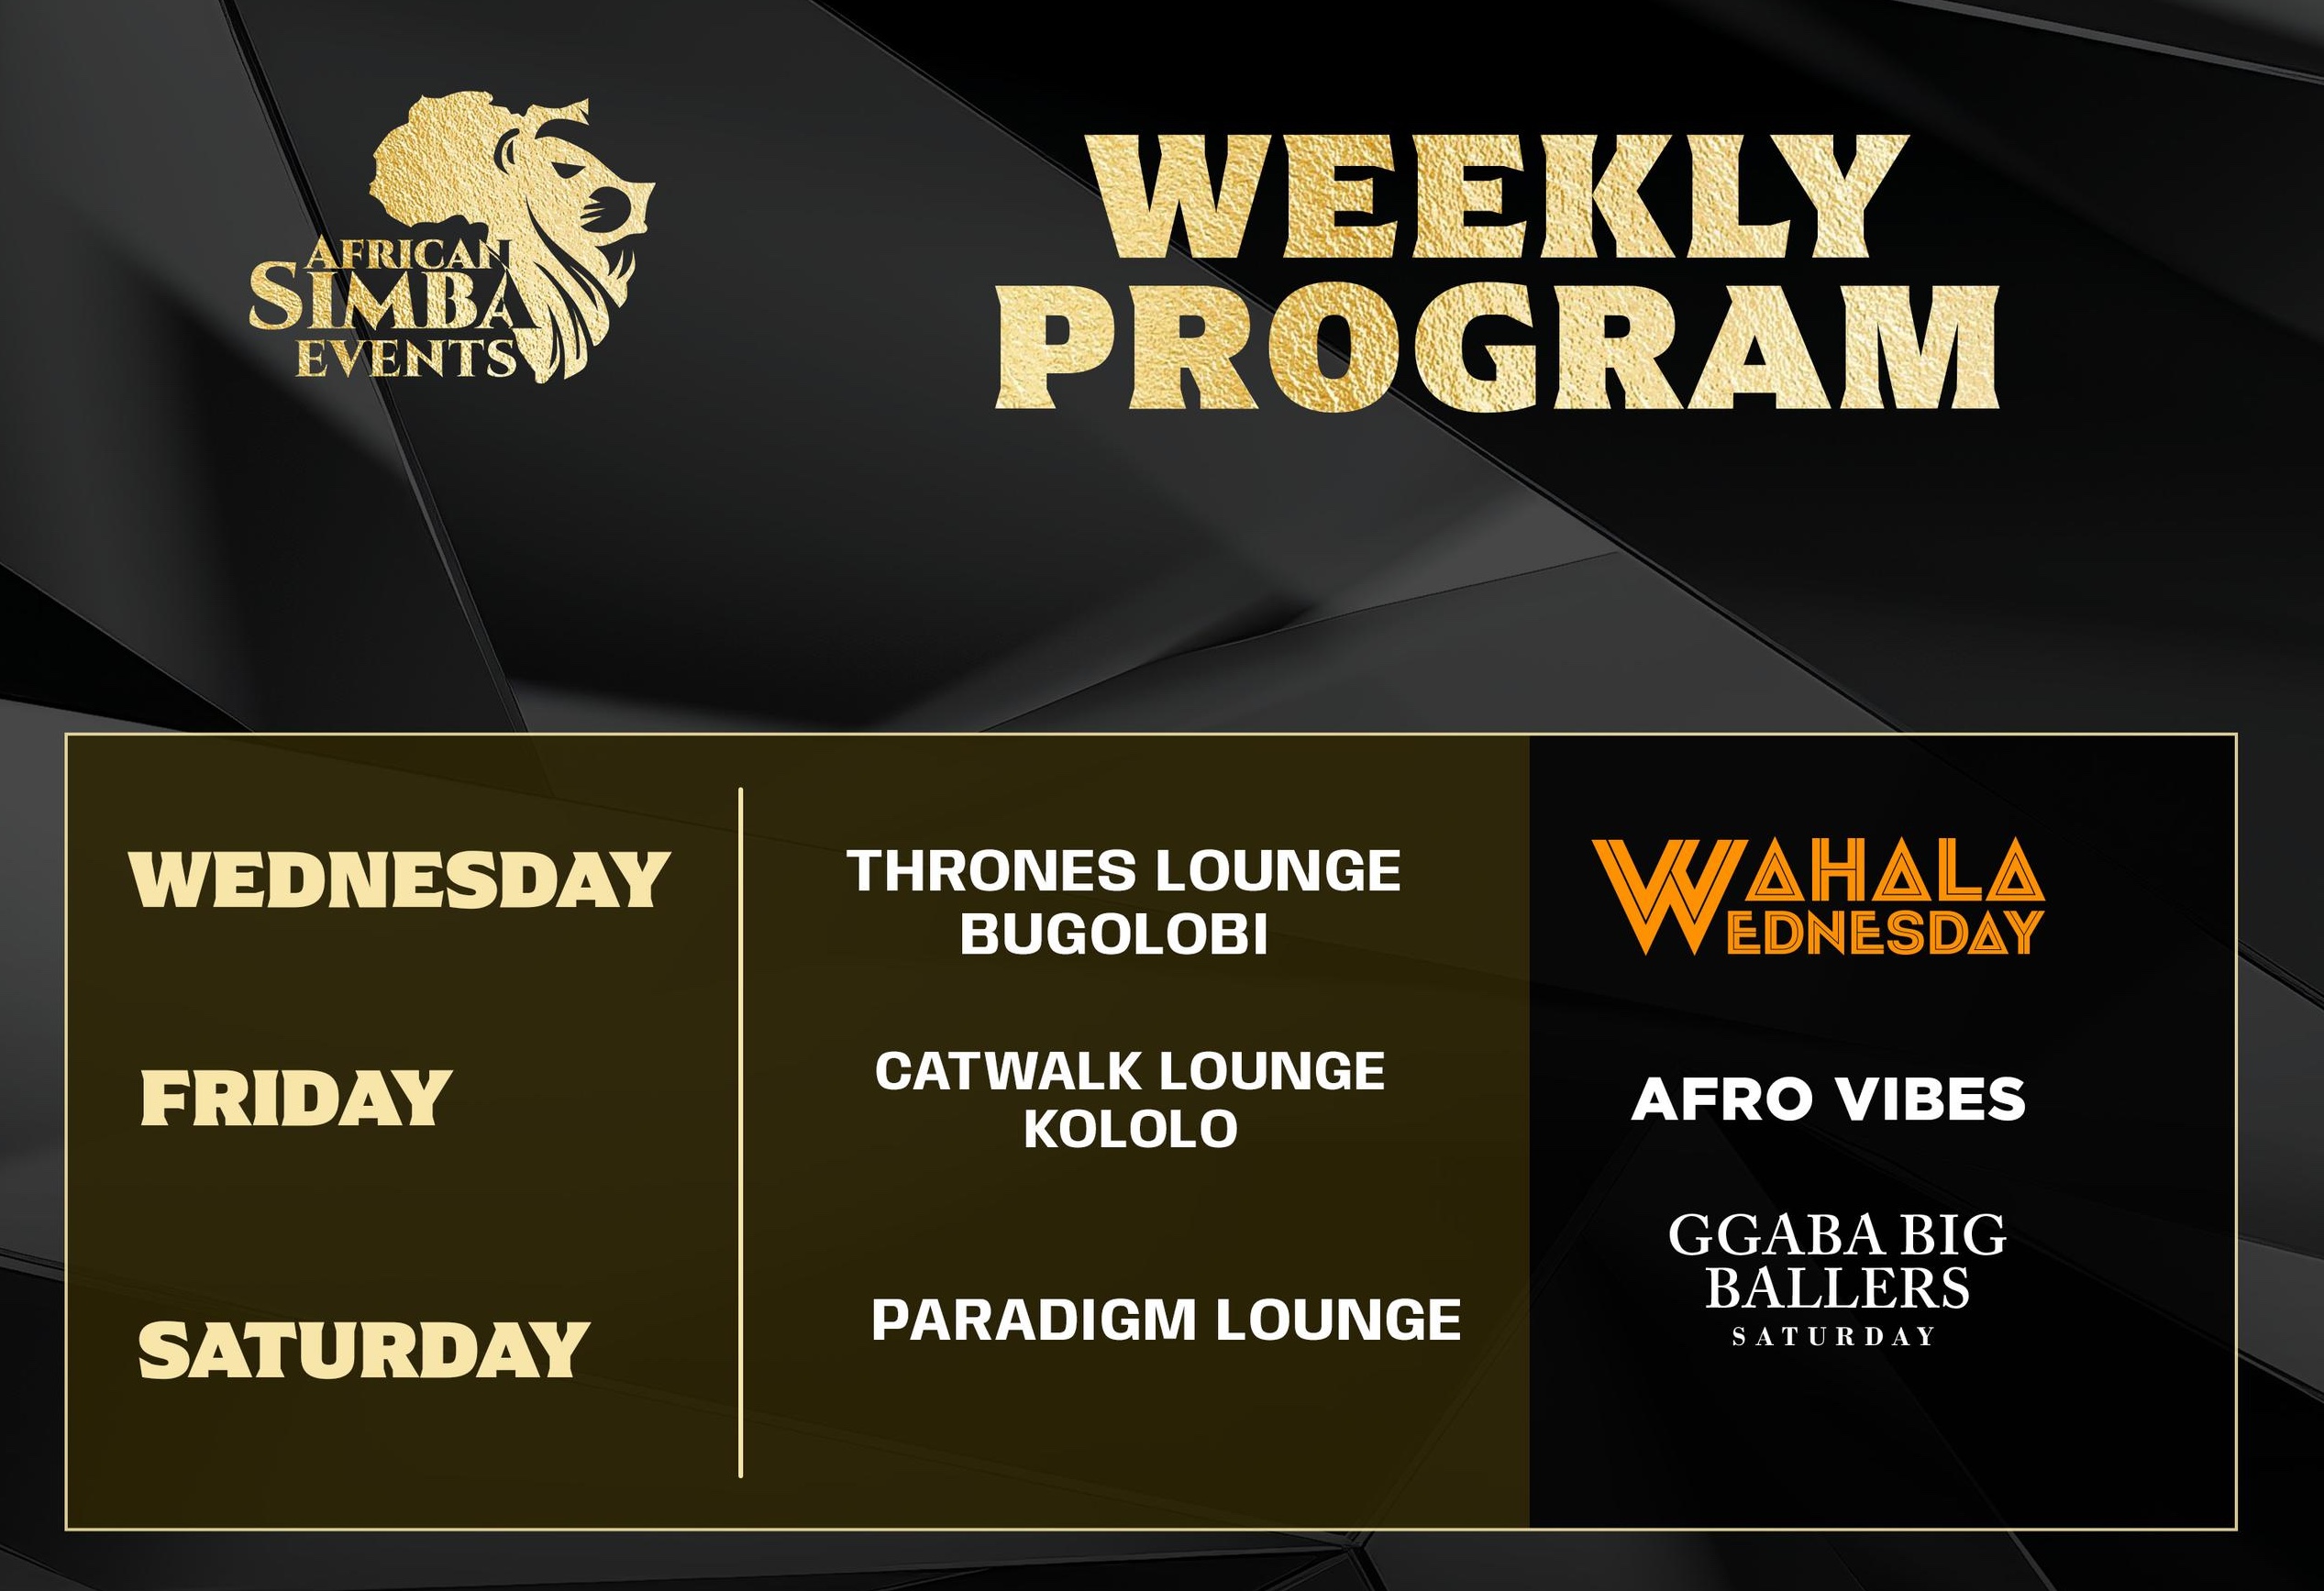 AFRICAN
SIMBA
EVENTS
WEEKLY
PROGRAM
WEDNESDAY
THRONES LOUNGE
BUGOLOBI
WAHALA
WEDNESDAY
FRIDAY
CATWALK LOUNGE
KOLOLO
AFRO VIBES
SATURDAY
PARADIGM LOUNGE
GGABA BIG
BALLERS
SATURDAY